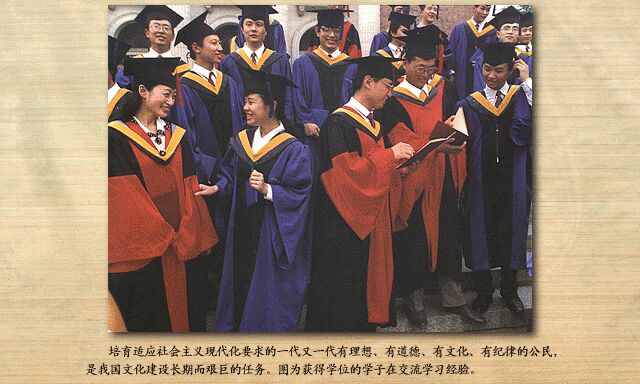 培育适应社会主义现代化要求的一代又一代有理想、有道德、有文化、有纪律的公民，
是我国文化建设长期而艰巨的任务。图为获得学位的学子在交流学习经验。